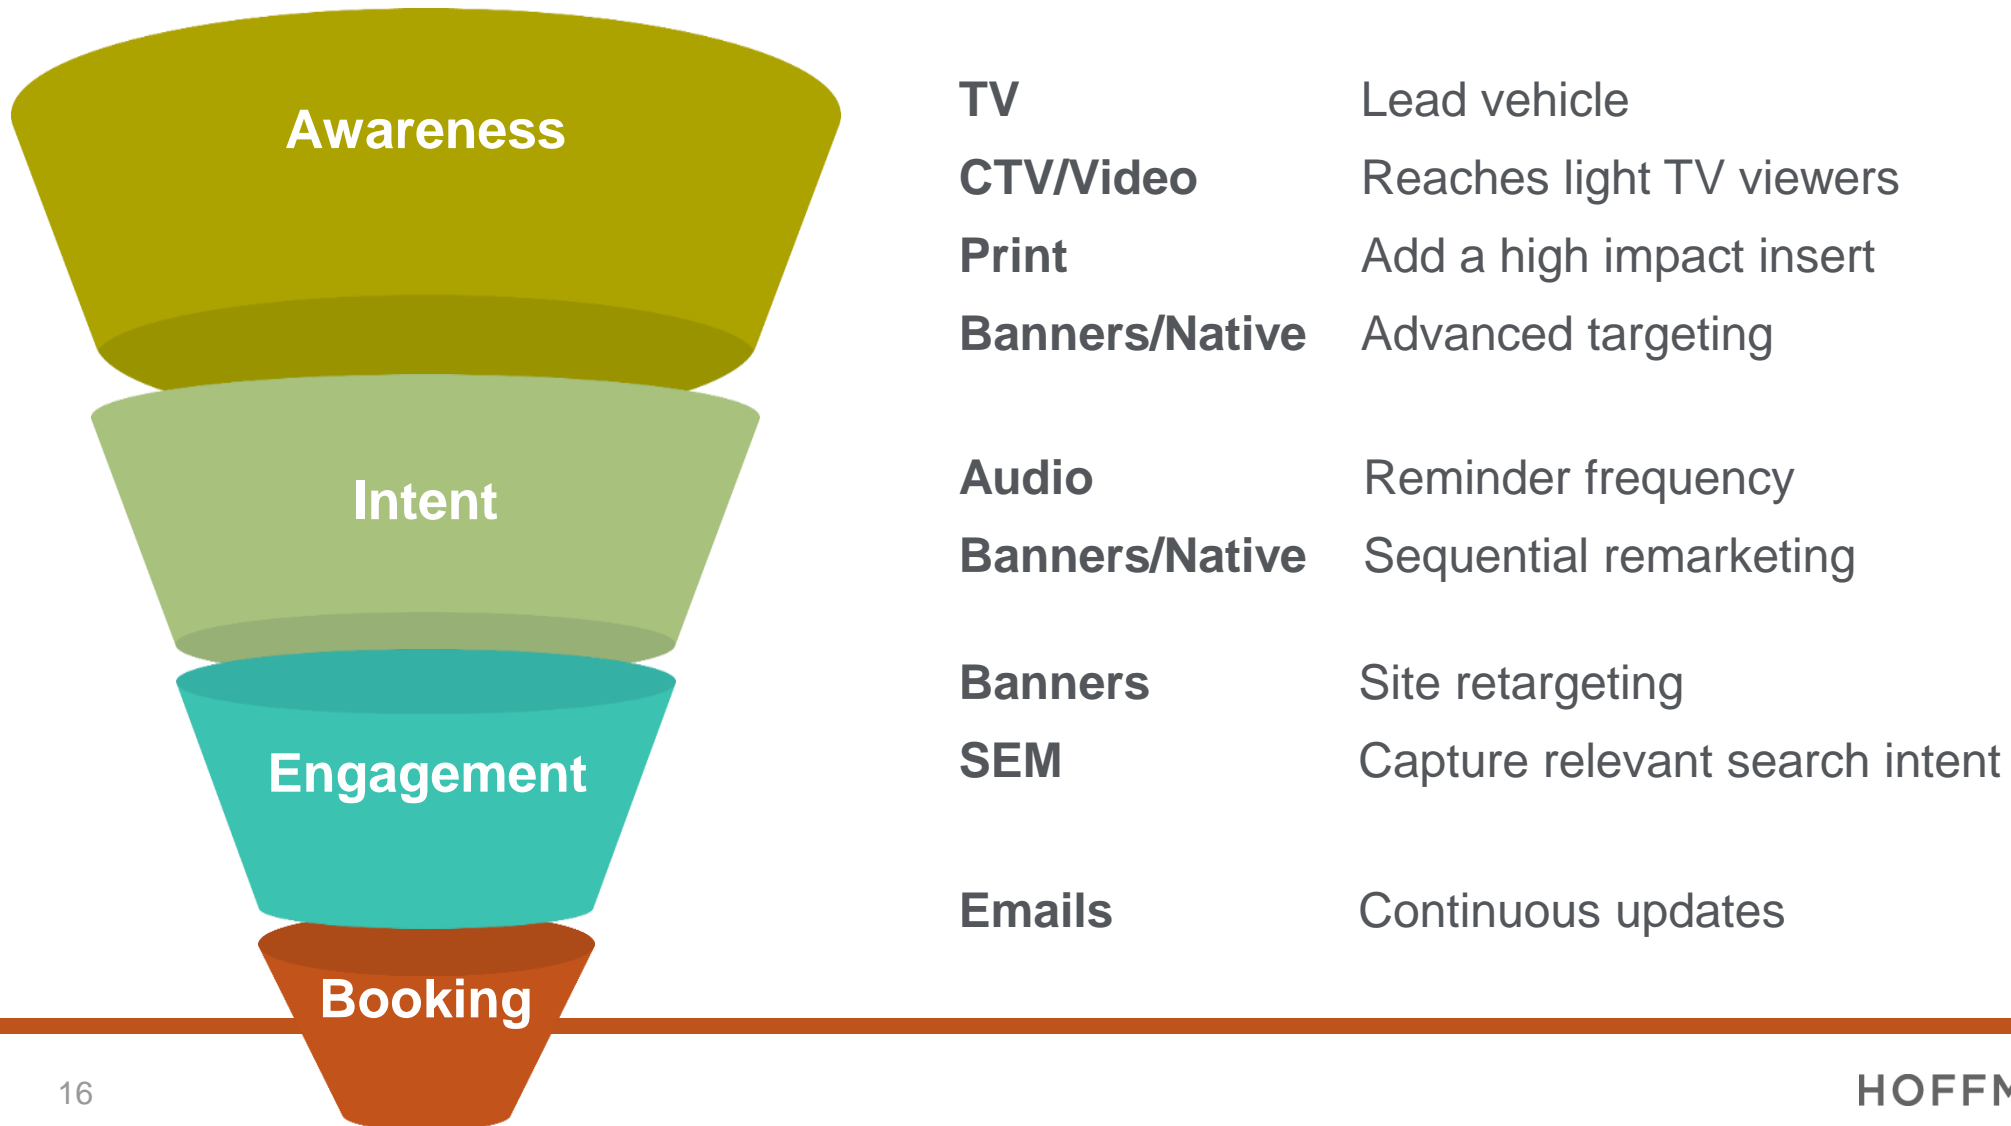 Awareness
TV Lead vehicle
CTV/Video Reaches light TV viewers
Print Add a high impact insert
Banners/Native Advanced targeting
Intent
Audio Reminder frequency
Banners/Native Sequential remarketing
Engagement
Banners Site retargeting
SEM Capture relevant search intent
Booking
Emails Continuous updates
16